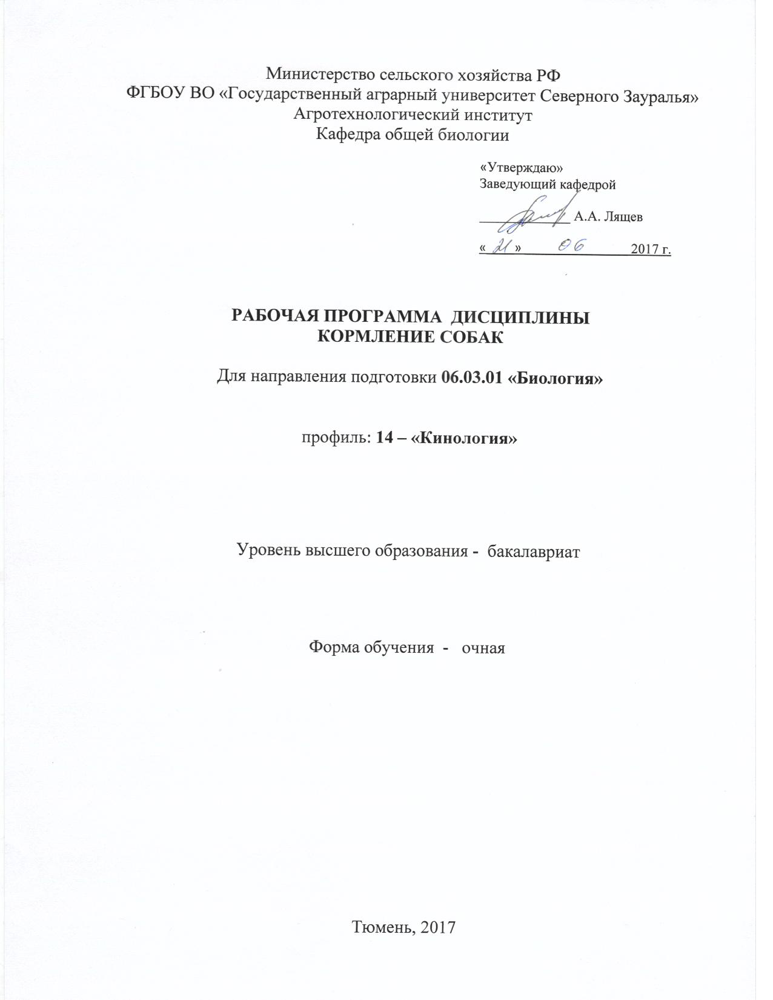 Министерство сельского хозяйства РФ
ФГБОУ ВО «Государственный аграрный университет Северного Зауралья»
Агротехнологический институт
Кафедра общей биологии
«Утверждаю»
Заведующий кафедрой
А.А. Лящев
«21» 06 2017 г.
РАБОЧАЯ ПРОГРАММА ДИСЦИПЛИНЫ
КОРМЛЕНИЕ СОБАК
Для направления подготовки 06.03.01 «Биология»
профиль: 14 – «Кинология»
Уровень высшего образования - бакалавриат
Форма обучения - очная
Тюмень, 2017